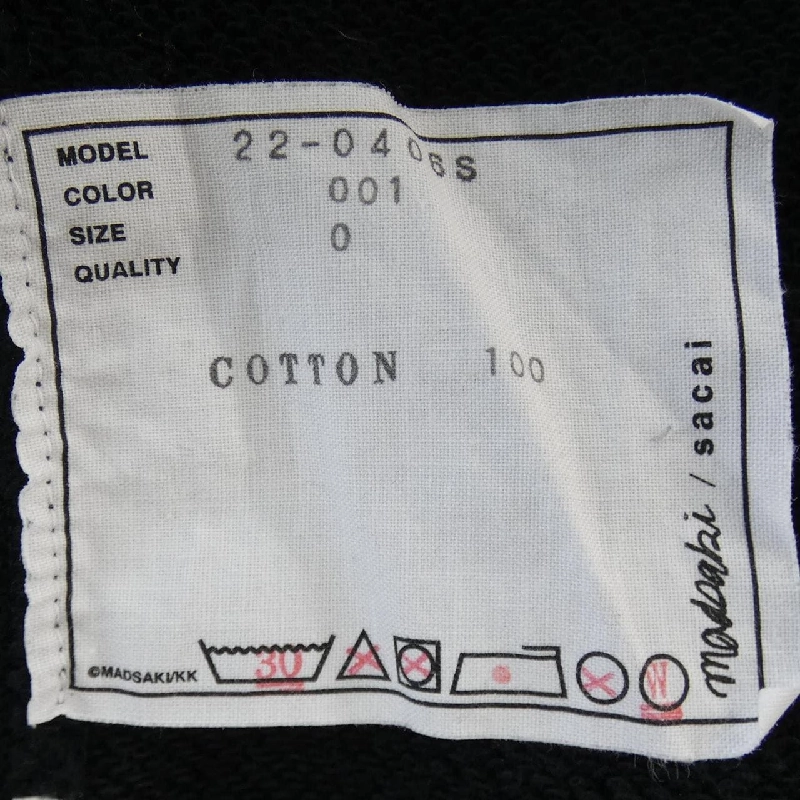 MODEL 22-0406S
COLOR 001
SIZE 0
QUALITY
COTTON 100
madsaki / sacai
©MADSAKI/KK
30
W